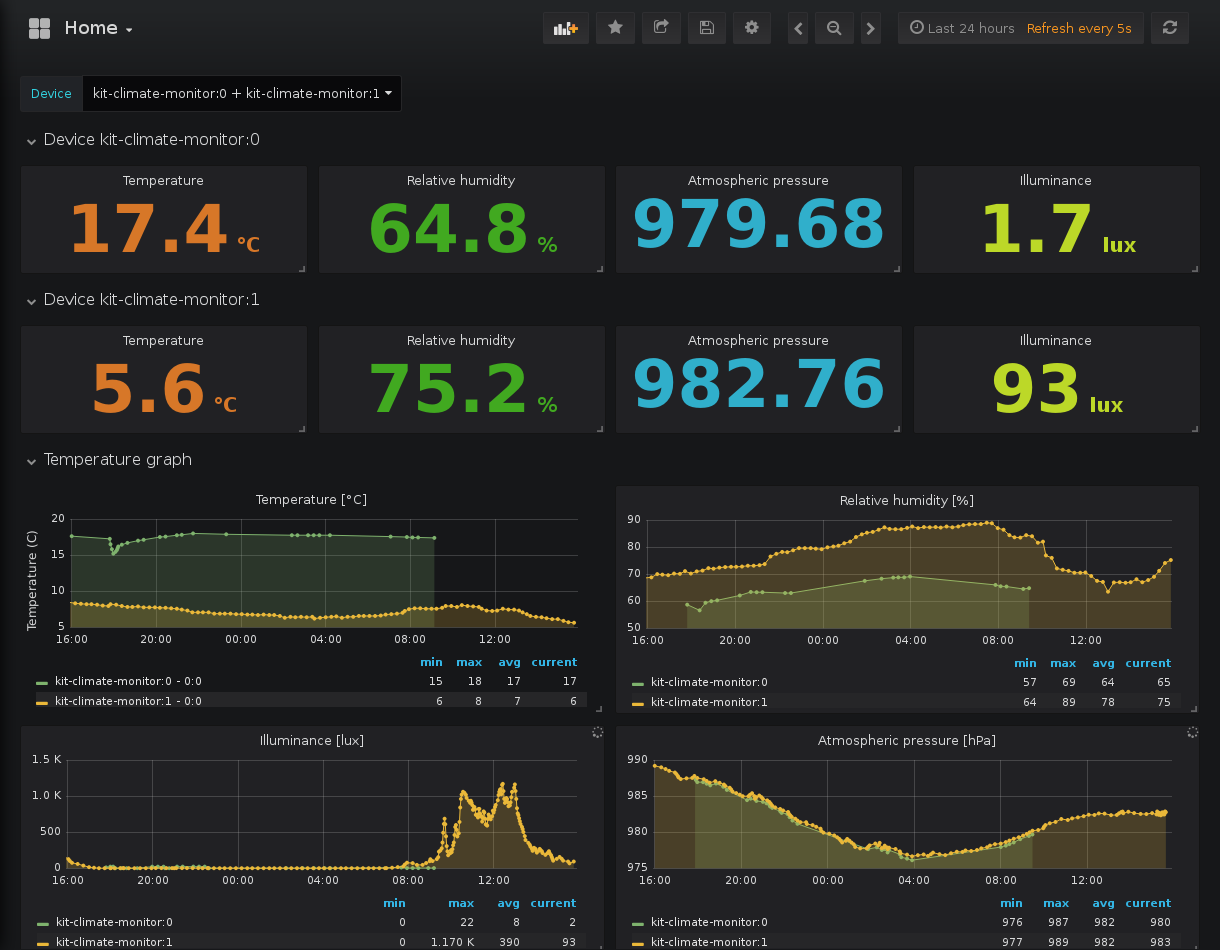 Home
Last 24 hours Refresh every 5s
Device kit-climate-monitor:0 + kit-climate-monitor:1
Device kit-climate-monitor:0
Temperature Relative humidity Atmospheric pressure Illuminance
17.4 °C 64.8 % 979.68 1.7 lux
Device kit-climate-monitor:1
Temperature Relative humidity Atmospheric pressure Illuminance
5.6 °C 75.2 % 982.76 93 lux
Temperature graph
Temperature [°C]
Temperature (C)
20
15
10
5
16:00 20:00 00:00 04:00 08:00 12:00
min max avg current
kit-climate-monitor:0 - 0:0 15 18 17 17
kit-climate-monitor:1 - 0:0 6 8 7 6
Relative humidity [%]
90
80
70
60
50
16:00 20:00 00:00 04:00 08:00 12:00
min max avg current
kit-climate-monitor:0 57 69 64 65
kit-climate-monitor:1 64 89 78 75
Illuminance [lux]
1.5 K
1.0 K
500
0
16:00 20:00 00:00 04:00 08:00 12:00
min max avg current
kit-climate-monitor:0 0 22 8 2
kit-climate-monitor:1 0 1.170 K 390 93
Atmospheric pressure [hPa]
990
985
980
975
16:00 20:00 00:00 04:00 08:00 12:00
min max avg current
kit-climate-monitor:0 976 987 982 980
kit-climate-monitor:1 977 989 982 983